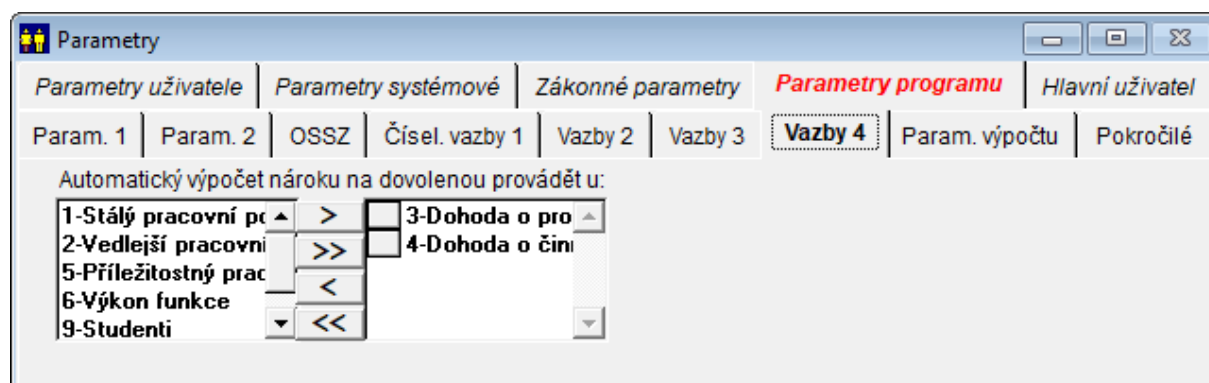 Parametry
Parametry uživatele Parametry systémové Zákonné parametry Parametry programu Hlavní uživatel
Param. 1 Param. 2 OSSZ Čísel. vazby 1 Vazby 2 Vazby 3 Vazby 4 Param. výpočtu Pokročilé
Automatický výpočet nároku na dovolenou provádět u:
1-Stálý pracovní po > 3-Dohoda o pro
2-Vedlejší pracovni >> 4-Dohoda o čin
5-Příležitostný prac <
6-Výkon funkce
9-Studenti <<